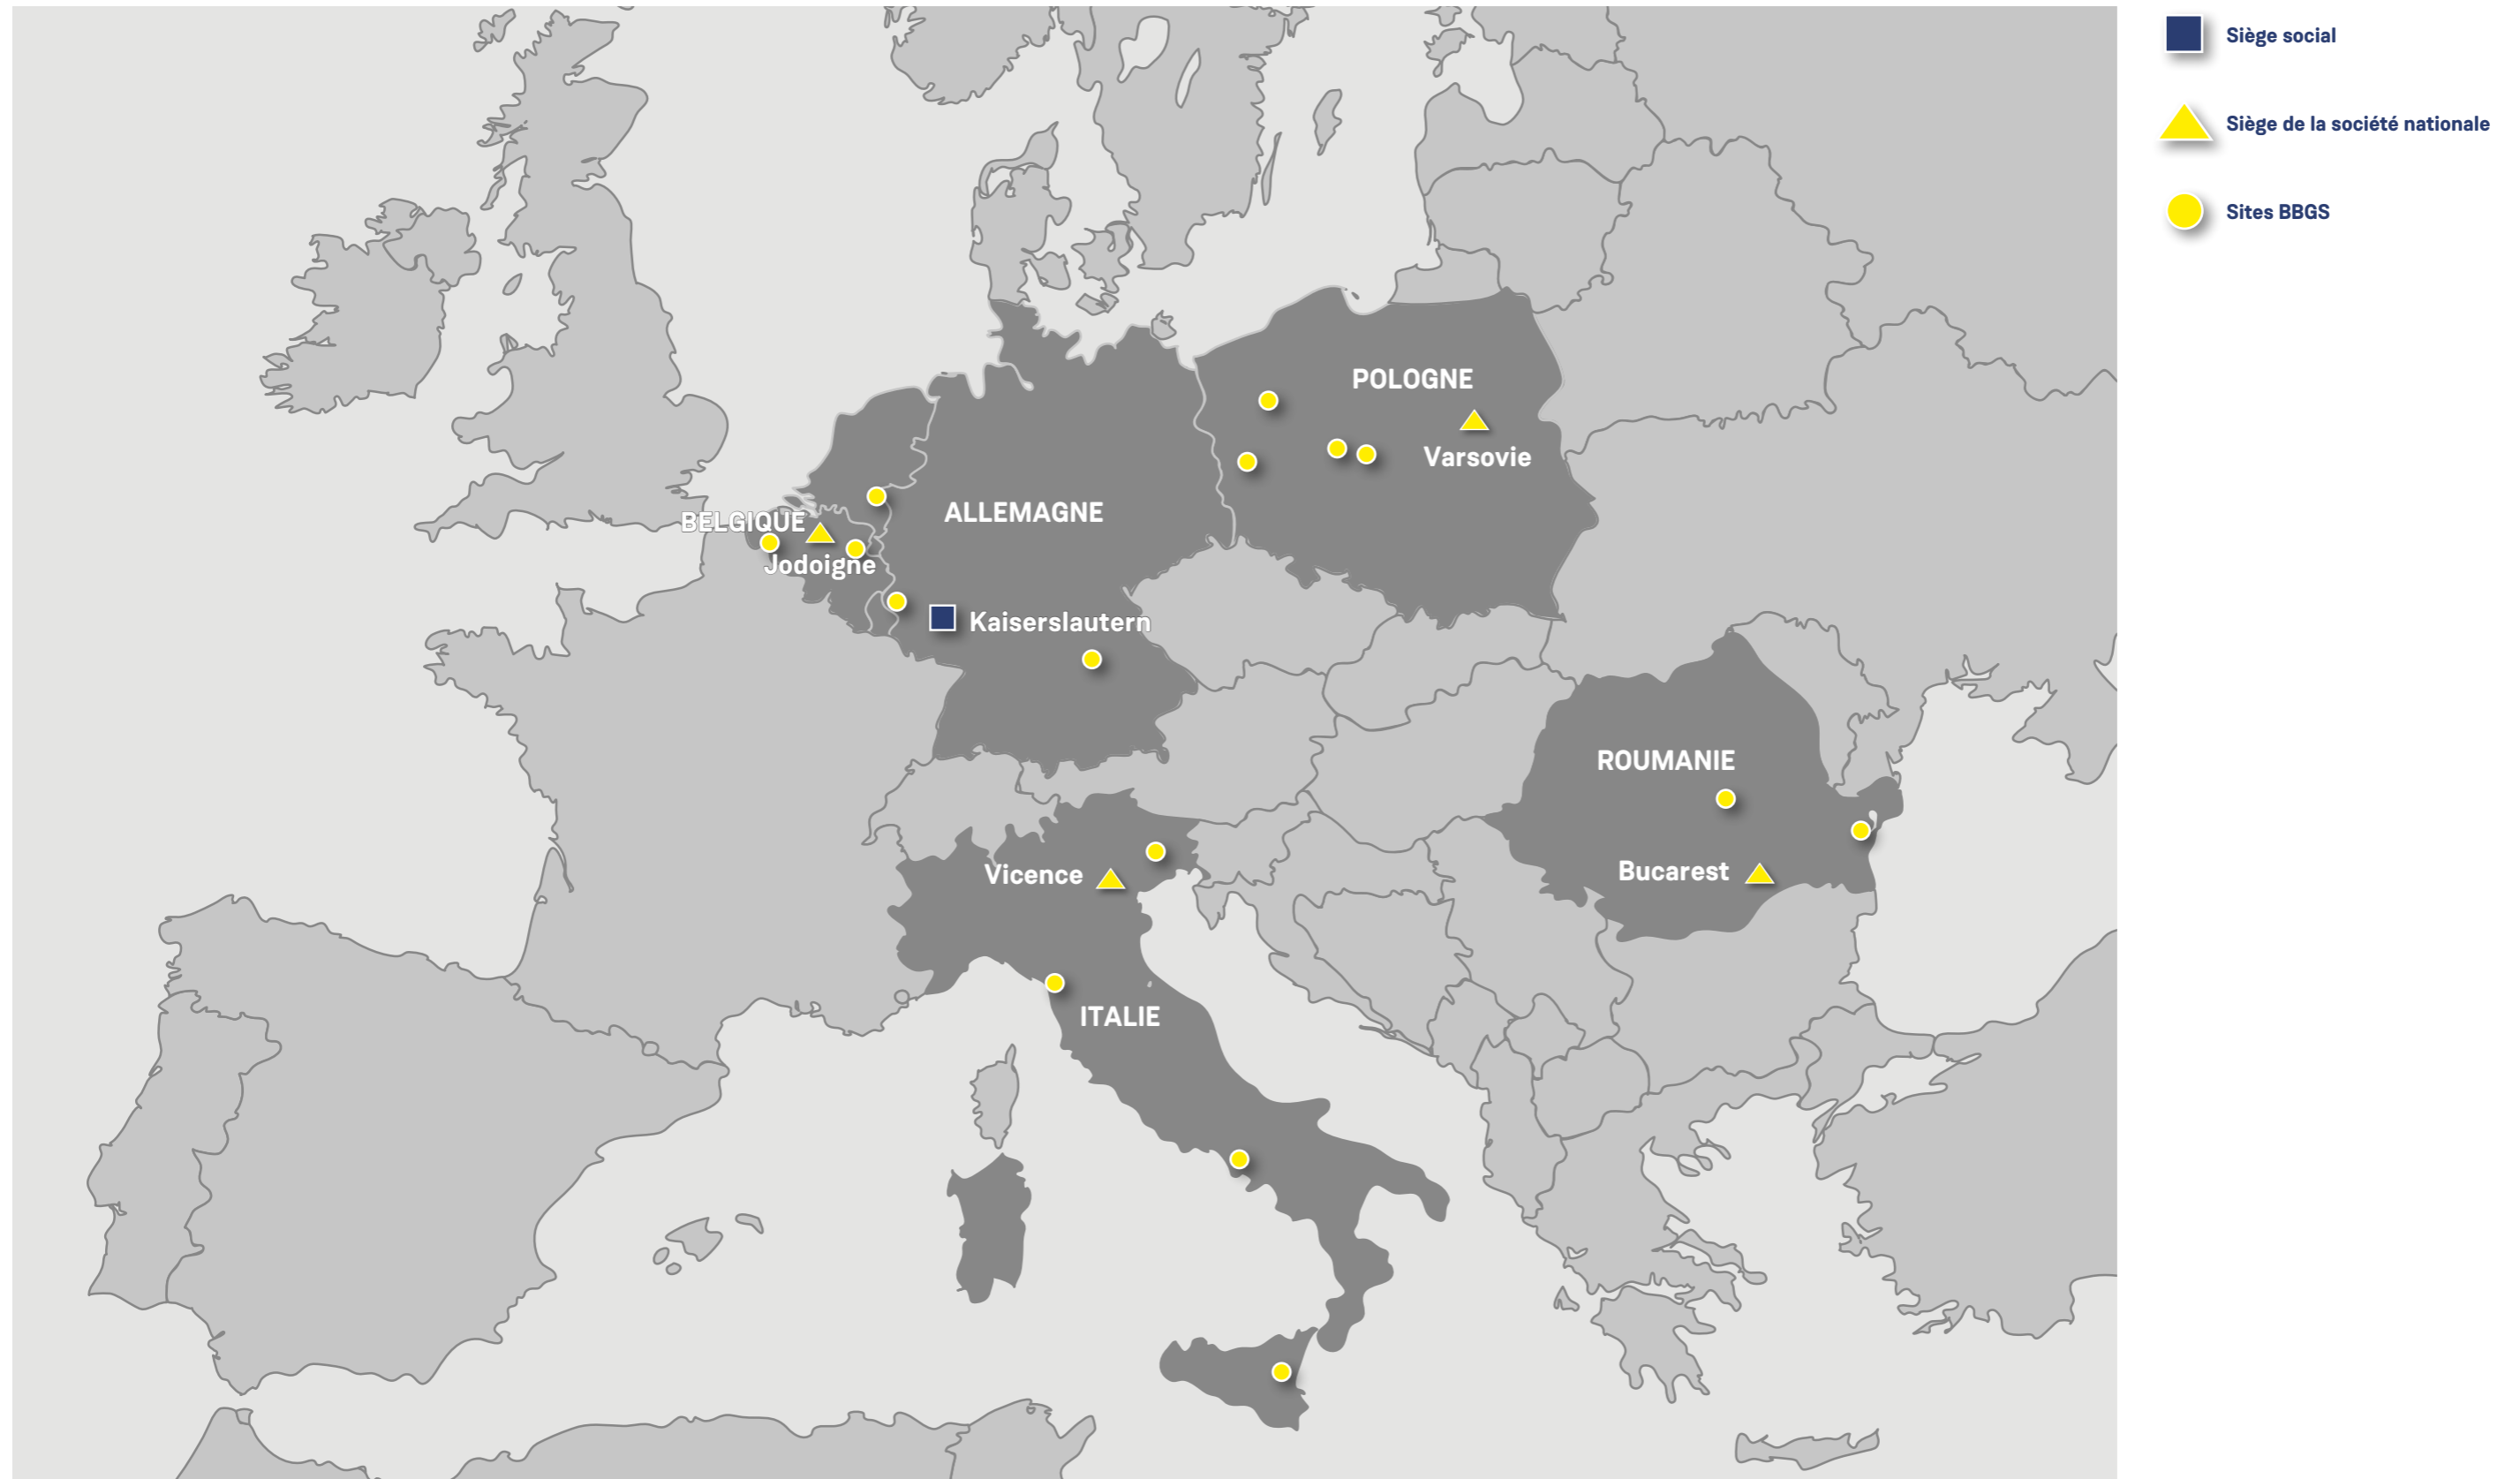 Siège social
Siège de la société nationale
Sites BBGS
POLOGNE
Varsovie
ALLEMAGNE
BELGIQUE
Jodoigne
Kaiserslautern
ROUMANIE
Bucarest
Vicence
ITALIE